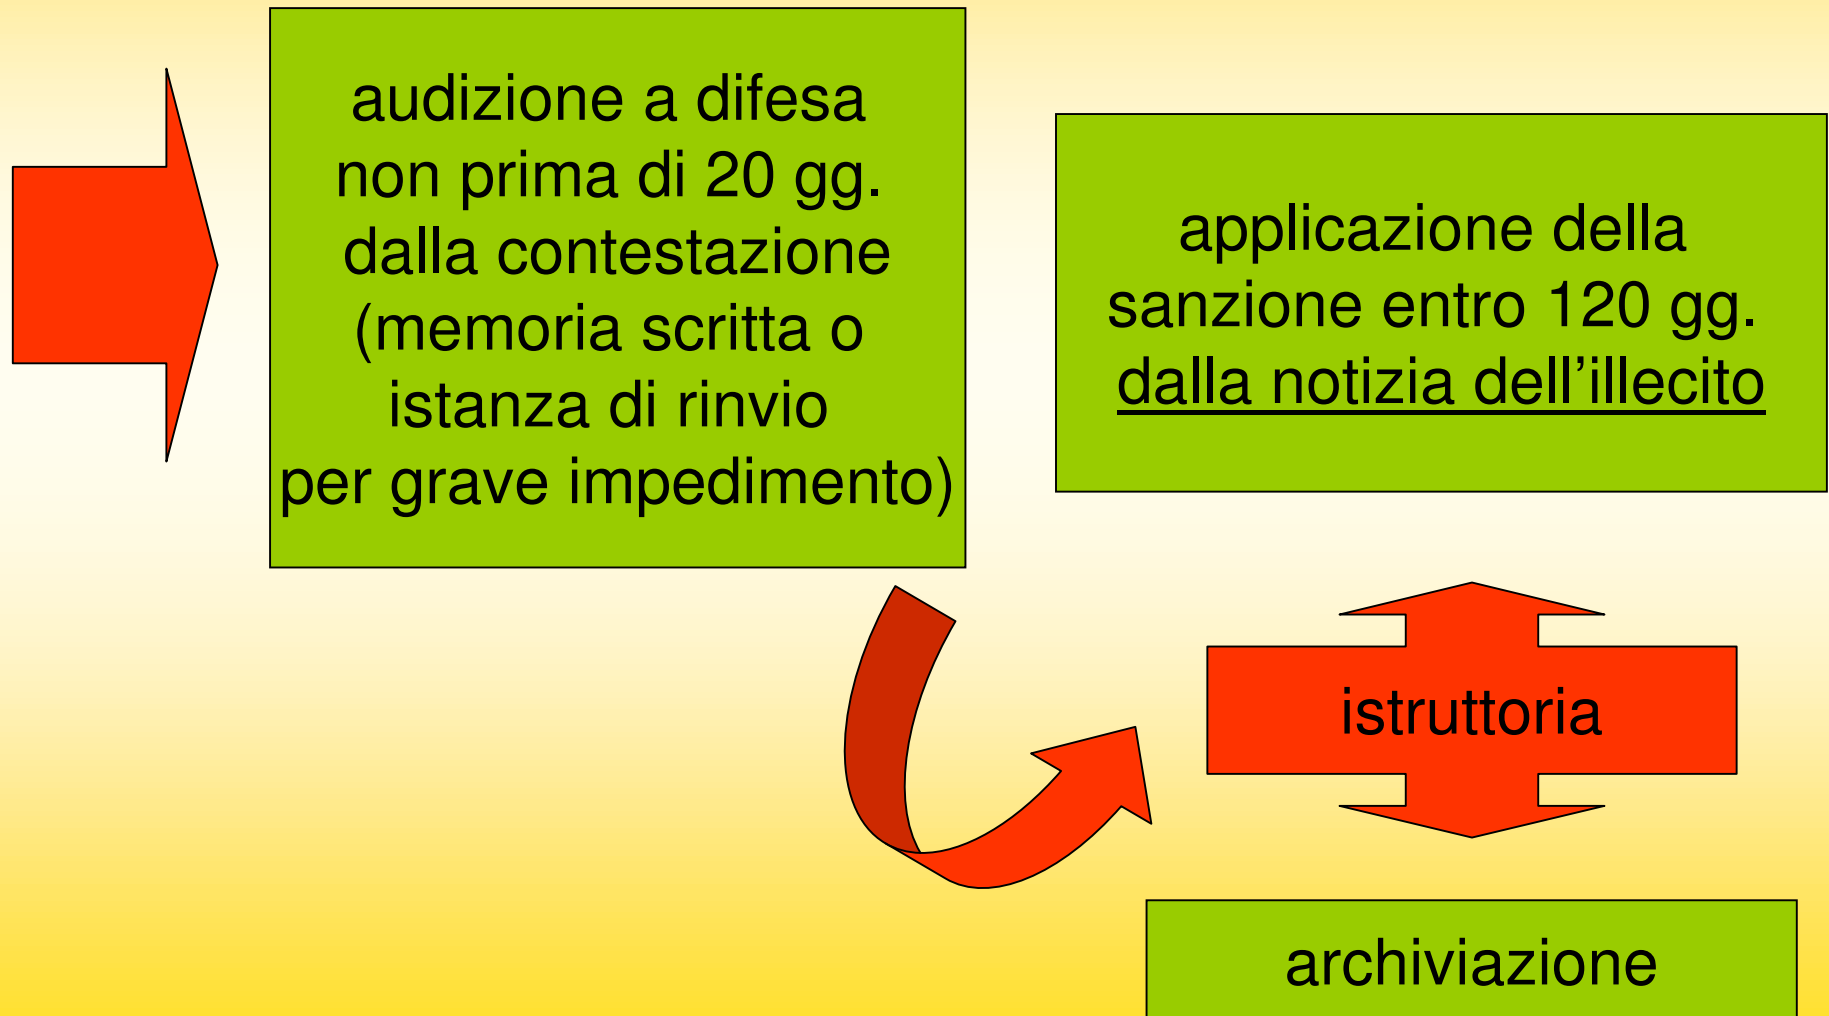 audizione a difesa
non prima di 20 gg.
dalla contestazione
(memoria scritta o
istanza di rinvio
per grave impedimento)
applicazione della
sanzione entro 120 gg.
dalla notizia dell’illecito
istruttoria
archiviazione